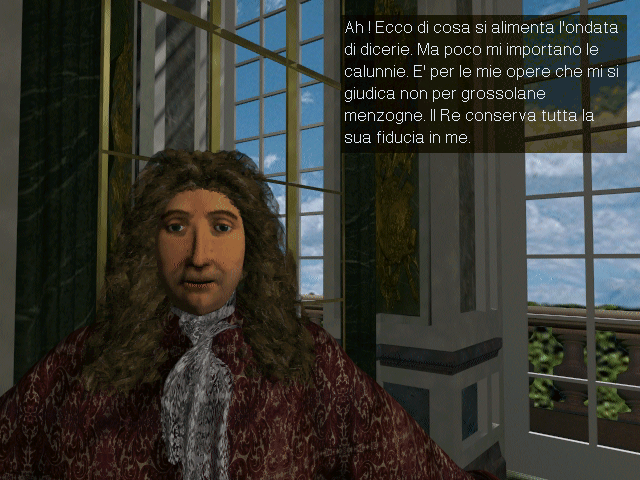 Ah ! Ecco di cosa si alimenta l'ondata
di dicerie. Ma poco mi importano le
calunnie. E' per le mie opere che mi si
giudica non per grossolane
menzogne. Il Re conserva tutta la
sua fiducia in me.